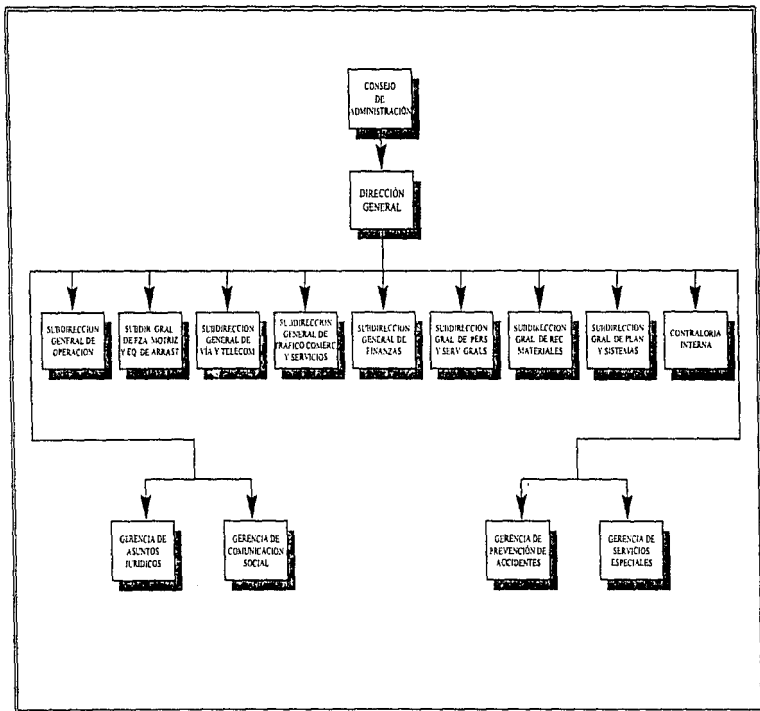 CONSEJO
DE
ADMINISTRACIÓN
DIRECCIÓN
GENERAL
SUBDIRECCION
GENERAL DE
OPERACION
SUBDIR GRAL
DE FZA MOTRIZ
Y EQ DE ARRAST
SUBDIRECCION
GENERAL DE
VÍA Y TELECOM
SUBDIRECCION
GENERAL DE
TRAFICO COMERC
Y SERVICIOS
SUBDIRECCION
GENERAL DE
FINANZAS
SUBDIRECCION
GRAL DE PERS
Y SERV GRALS
SUBDIRECCION
GRAL DE REC
MATERIALES
SUBDIRECCION
GRAL DE PLAN
Y SISTEMAS
CONTRALORIA
INTERNA
GERENCIA DE
ASUNTOS
JURIDICOS
GERENCIA DE
COMUNICACION
SOCIAL
GERENCIA DE
PREVENCIÓN DE
ACCIDENTES
GERENCIA DE
SERVICIOS
ESPECIALES